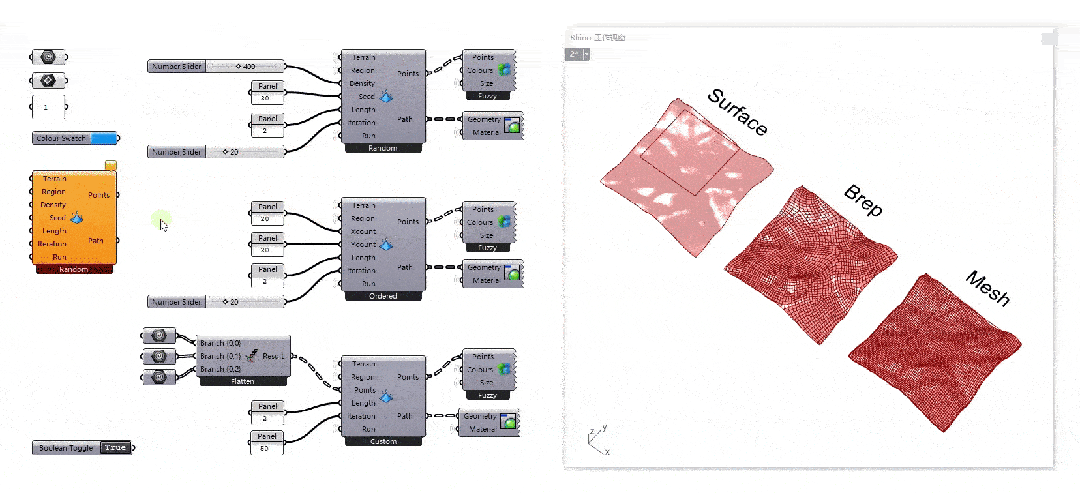 Number Slider ◇ 400
Panel
30
Panel
2
Number Slider ◇ 20
Terrain
Region
Density
Seed
Length
Iteration
Run
Points
Path
Random
Points
Colours
Size
Fuzzy
Geometry
Material
1
Colour Swatch
Terrain
Region
Density
Seed
Length
Iteration
Run
Points
Path
Random
Panel
20
Panel
20
Panel
2
Number Slider ◇ 20
Terrain
Region
Xcount
Ycount
Length
Iteration
Run
Points
Path
Ordered
Points
Colours
Size
Fuzzy
Geometry
Material
Branch (0,0)
Branch (0,1)
Branch (0,2)
Result
Flatten
Panel
2
Panel
50
Terrain
Region
Points
Length
Iteration
Run
Points
Path
Custom
Points
Colours
Size
Fuzzy
Geometry
Material
Boolean Toggle True
Rhino 工作视窗
Surface
Brep
Mesh
z
y
x